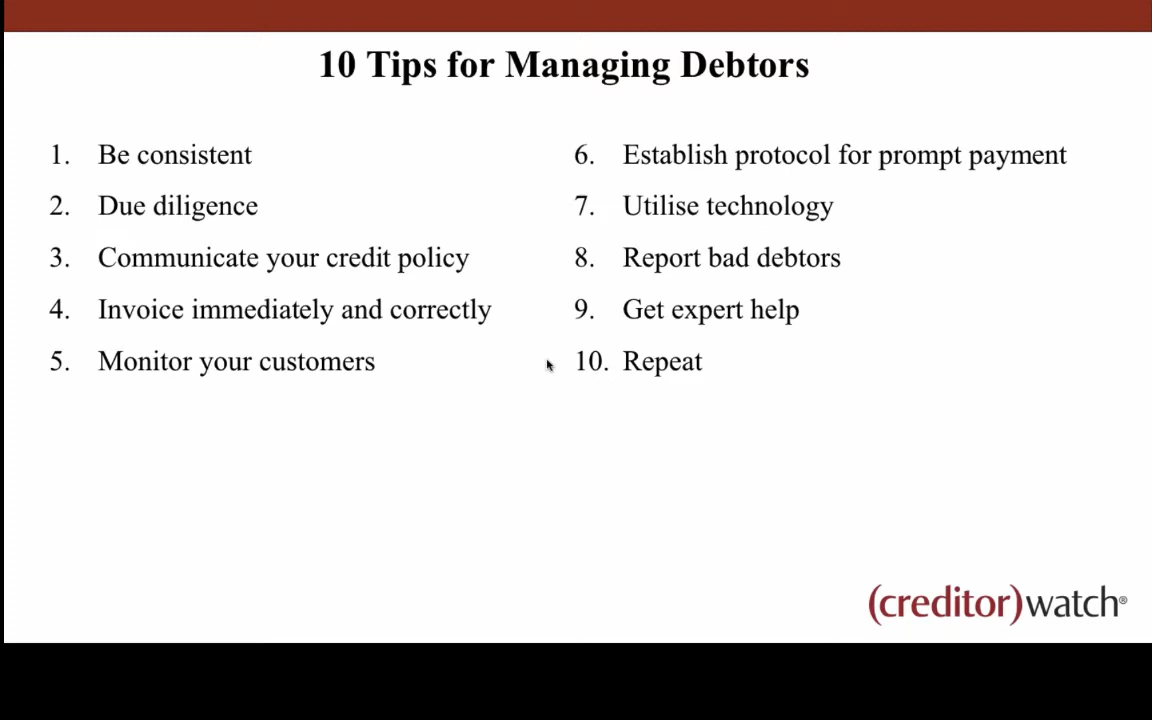 10 Tips for Managing Debtors
1. Be consistent
2. Due diligence
3. Communicate your credit policy
4. Invoice immediately and correctly
5. Monitor your customers
6. Establish protocol for prompt payment
7. Utilise technology
8. Report bad debtors
9. Get expert help
10. Repeat
(creditor)watch®